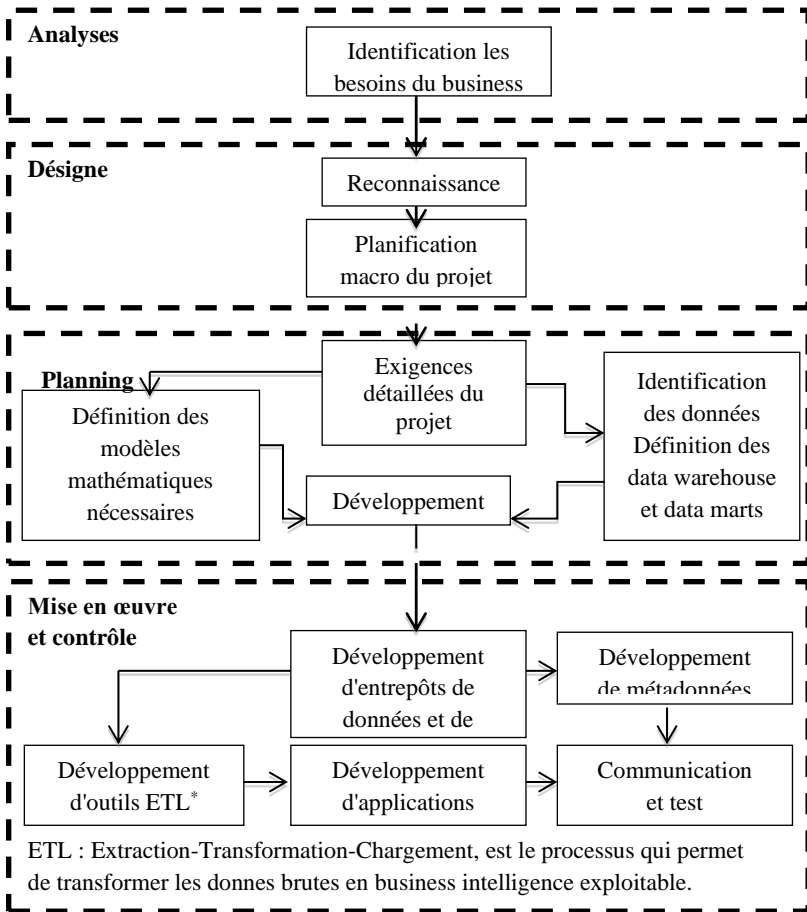 Analyses
Identification les
besoins du business
Désigne
Reconnaissance
Planification
macro du projet
Planning
Exigences
détaillées du
projet
Définition des
modèles
mathématiques
nécessaires
Identification
des données
Définition des
data warehouse
et data marts
Développement
Mise en œuvre
et contrôle
Développement
d'entrepôts de
données et de
Développement
de métadonnées
Développement
d'outils ETL*
Développement
d'applications
Communication
et test
ETL : Extraction-Transformation-Chargement, est le processus qui permet
de transformer les donnes brutes en business intelligence exploitable.